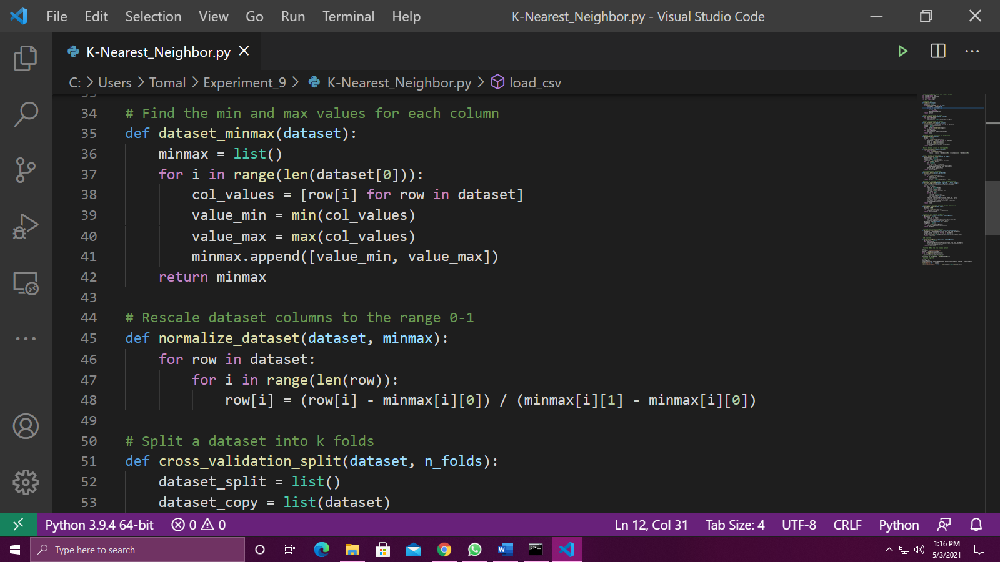 File Edit Selection View Go Run Terminal Help K-Nearest_Neighbor.py - Visual Studio Code
K-Nearest_Neighbor.py
C: > Users > Tomal > Experiment_9 > K-Nearest_Neighbor.py > load_csv
34 # Find the min and max values for each column
35 def dataset_minmax(dataset):
36     minmax = list()
37     for i in range(len(dataset[0])):
38         col_values = [row[i] for row in dataset]
39         value_min = min(col_values)
40         value_max = max(col_values)
41         minmax.append([value_min, value_max])
42     return minmax
43
44 # Rescale dataset columns to the range 0-1
45 def normalize_dataset(dataset, minmax):
46     for row in dataset:
47         for i in range(len(row)):
48             row[i] = (row[i] - minmax[i][0]) / (minmax[i][1] - minmax[i][0])
49
50 # Split a dataset into k folds
51 def cross_validation_split(dataset, n_folds):
52     dataset_split = list()
53     dataset_copy = list(dataset)
Python 3.9.4 64-bit 0 0 Ln 12, Col 31 Tab Size: 4 UTF-8 CRLF Python
Type here to search
1:16 PM
5/3/2021